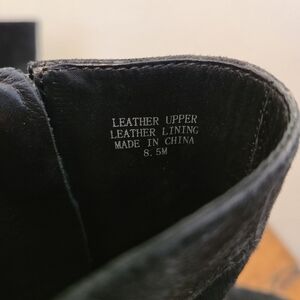 LEATHER UPPER
LEATHER LINING
MADE IN CHINA
8.5M